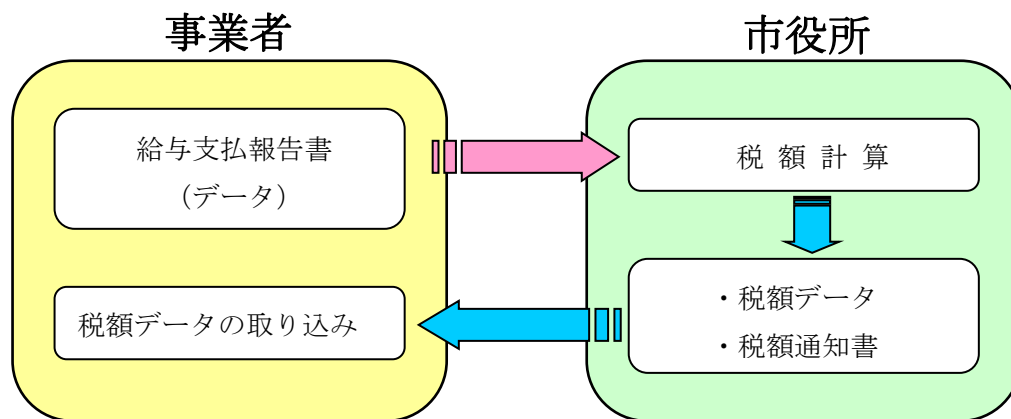 事業者
市役所
給与支払報告書
（データ）
税 額 計 算
・税額データ
・税額通知書
税額データの取り込み